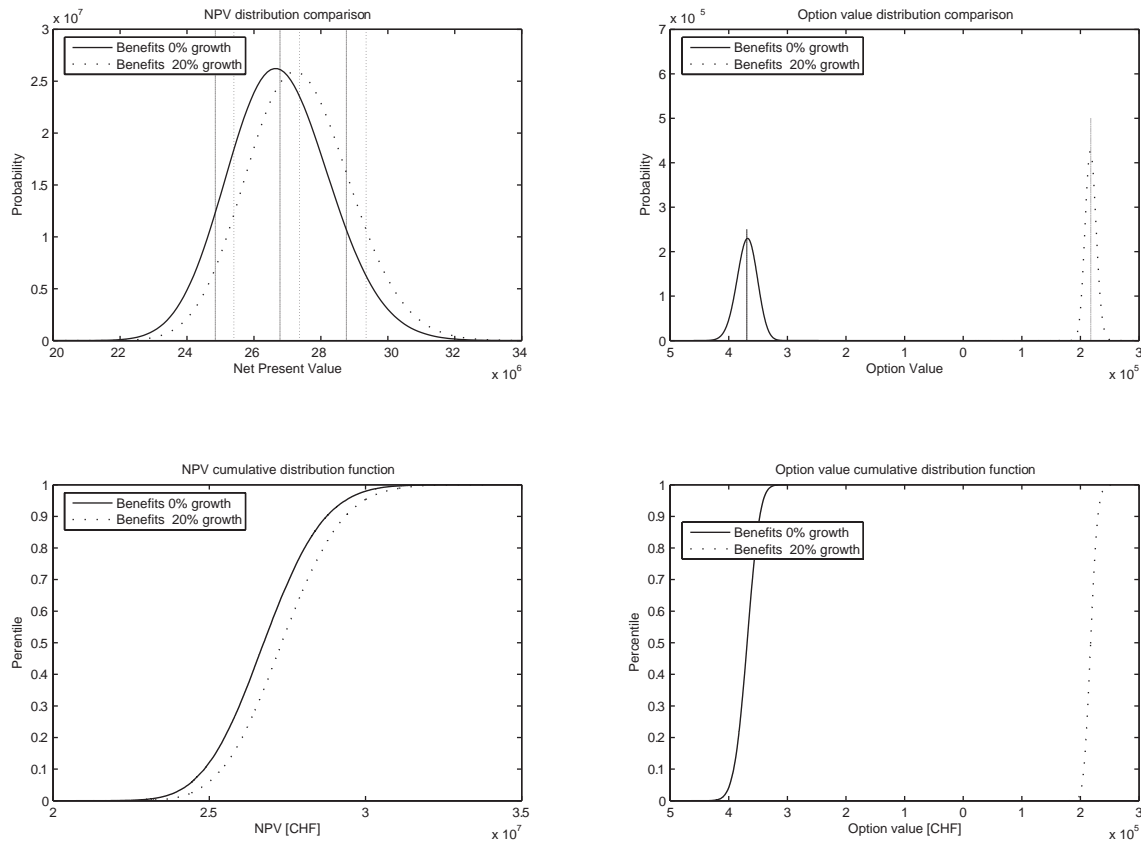 NPV distribution comparison
x 10^7
Benefits 0% growth
Benefits 20% growth
3
2.5
2
1.5
1
0.5
0
Probability
20 22 24 26 28 30 32 34
Net Present Value
x 10^6
Option value distribution comparison
x 10^5
Benefits 0% growth
Benefits 20% growth
7
6
5
4
3
2
1
0
Probability
5 4 3 2 1 0 1 2 3
Option Value
x 10^5
NPV cumulative distribution function
Benefits 0% growth
Benefits 20% growth
1
0.9
0.8
0.7
0.6
0.5
0.4
0.3
0.2
0.1
0
Perentile
2 25 3 35
NPV [CHF]
x 10^7
Option value cumulative distribution function
Benefits 0% growth
Benefits 20% growth
1
0.9
0.8
0.7
0.6
0.5
0.4
0.3
0.2
0.1
0
Percentile
5 4 3 2 1 0 1 2 3
Option value [CHF]
x 10^5